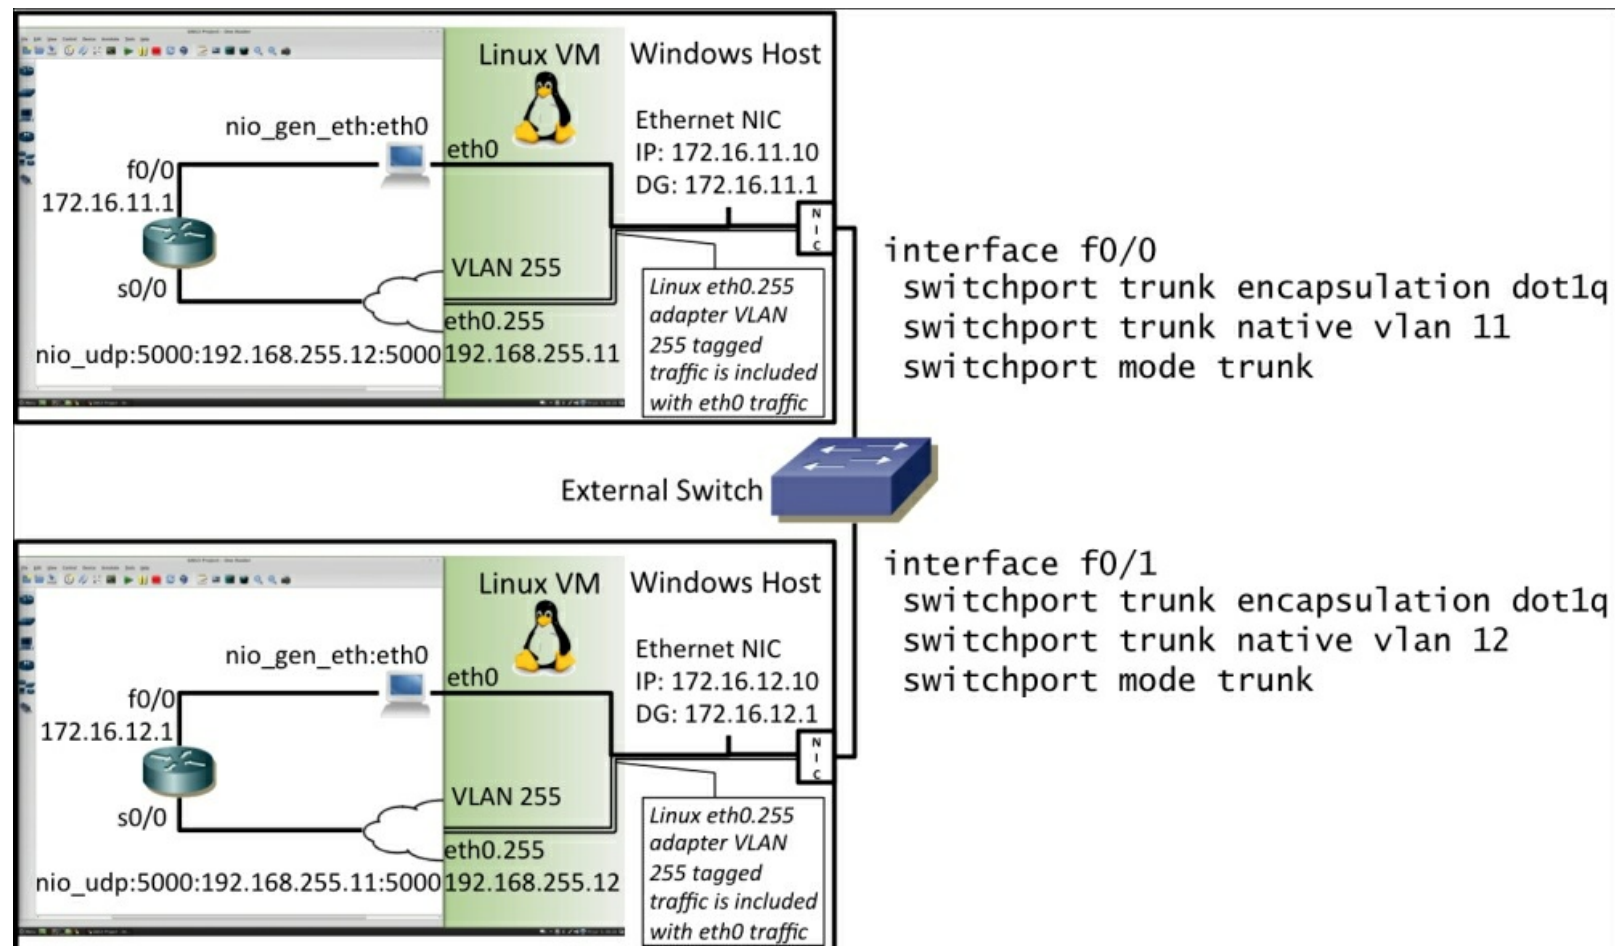 Linux VM Windows Host
nio_gen_eth:eth0
eth0
Ethernet NIC
IP: 172.16.11.10
DG: 172.16.11.1
f0/0
172.16.11.1
N
I
C
s0/0
VLAN 255
eth0.255
nio_udp:5000:192.168.255.12:5000 192.168.255.11
Linux eth0.255
adapter VLAN
255 tagged
traffic is included
with eth0 traffic
interface f0/0
switchport trunk encapsulation dot1q
switchport trunk native vlan 11
switchport mode trunk
External Switch
Linux VM Windows Host
nio_gen_eth:eth0
eth0
Ethernet NIC
IP: 172.16.12.10
DG: 172.16.12.1
f0/0
172.16.12.1
N
I
C
s0/0
VLAN 255
eth0.255
nio_udp:5000:192.168.255.11:5000 192.168.255.12
Linux eth0.255
adapter VLAN
255 tagged
traffic is included
with eth0 traffic
interface f0/1
switchport trunk encapsulation dot1q
switchport trunk native vlan 12
switchport mode trunk